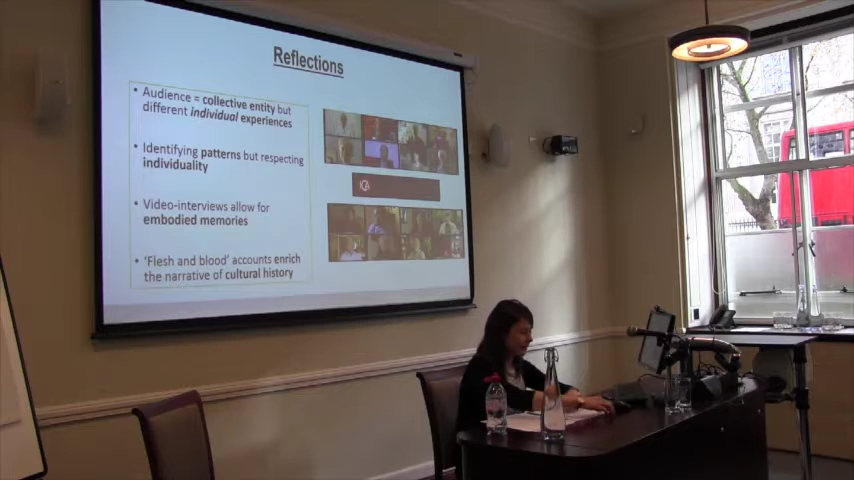 Reflections
• Audience = collective entity but
different individual experiences
• Identifying patterns but respecting
individuality
• Video-interviews allow for
embodied memories
• 'Flesh and blood' accounts enrich
the narrative of cultural history